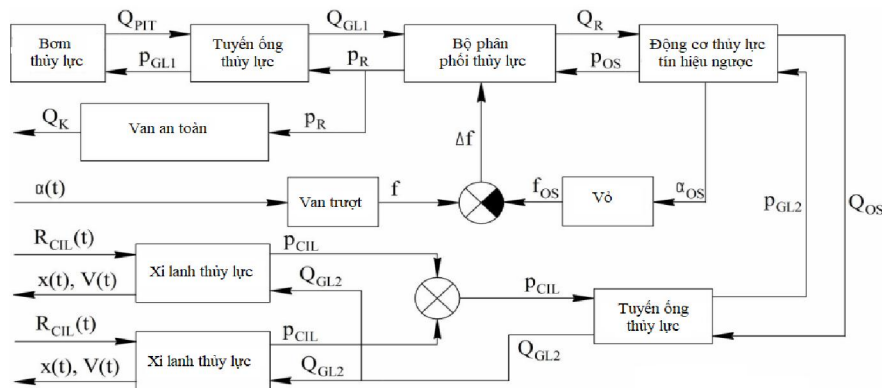 Q_PIT
Q_GL1
Q_R
Bơm
thủy lực
Tuyến ống
thủy lực
Bộ phân
phối thủy lực
Động cơ thủy lực
tín hiệu ngược
p_GL1
p_R
p_OS
Q_K
Van an toàn
p_R
Δf
α(t)
Van trượt
f
f_OS
Vỏ
α_OS
p_GL2
Q_OS
R_CIL(t)
Xi lanh thủy lực
p_CIL
x(t), V(t)
Q_GL2
p_CIL
Tuyến ống
thủy lực
R_CIL(t)
Xi lanh thủy lực
p_CIL
x(t), V(t)
Q_GL2
Q_GL2